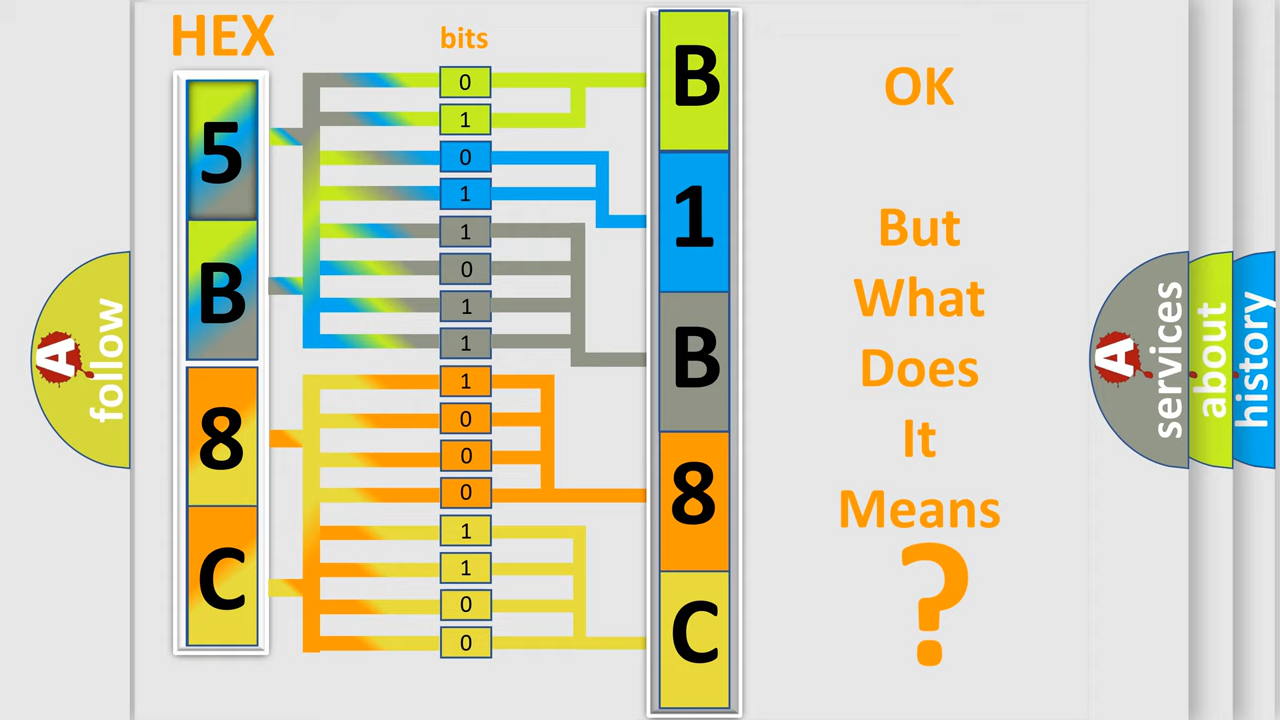 HEX
bits
5
B
8
C
0
1
0
1
1
0
1
1
1
0
0
0
1
1
0
0
B
1
B
8
C
OK
But
What
Does
It
Means
?
A
follow
A
services
about
history